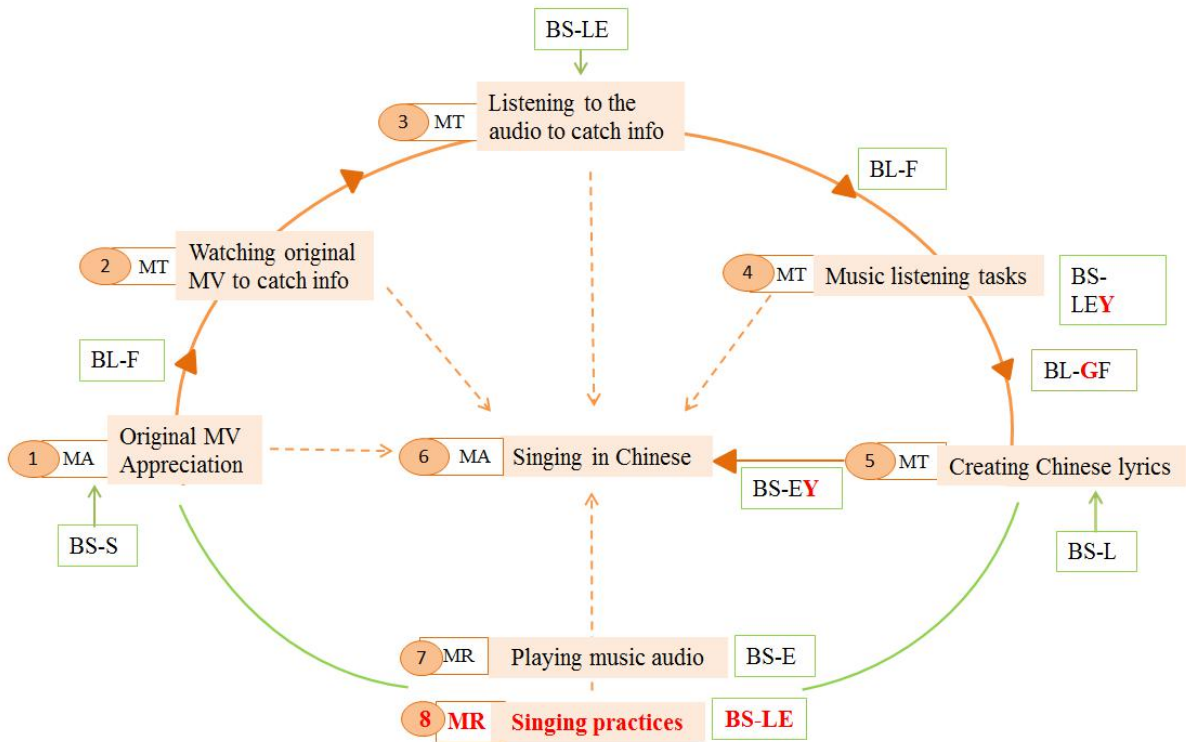 BS-LE
3 MT Listening to the
audio to catch info
BL-F
2 MT Watching original
MV to catch info
4 MT Music listening tasks
BS-
LEY
BL-F
BL-GF
1 MA Original MV
Appreciation
6 MA Singing in Chinese
5 MT Creating Chinese lyrics
BS-EY
BS-S
BS-L
7 MR Playing music audio BS-E
8 MR Singing practices BS-LE